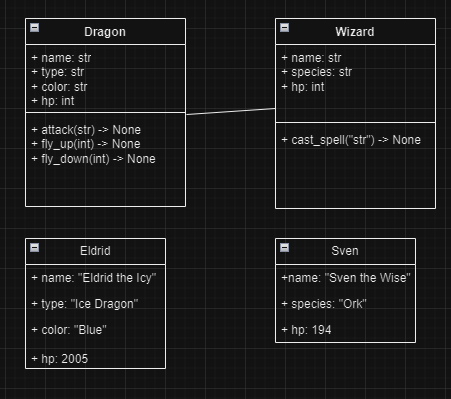 Dragon
+ name: str
+ type: str
+ color: str
+ hp: int
+ attack(str) -> None
+ fly_up(int) -> None
+ fly_down(int) -> None
Wizard
+ name: str
+ species: str
+ hp: int
+ cast_spell("str") -> None
Eldrid
+ name: "Eldrid the Icy"
+ type: "Ice Dragon"
+ color: "Blue"
+ hp: 2005
Sven
+name: "Sven the Wise"
+ species: "Ork"
+ hp: 194